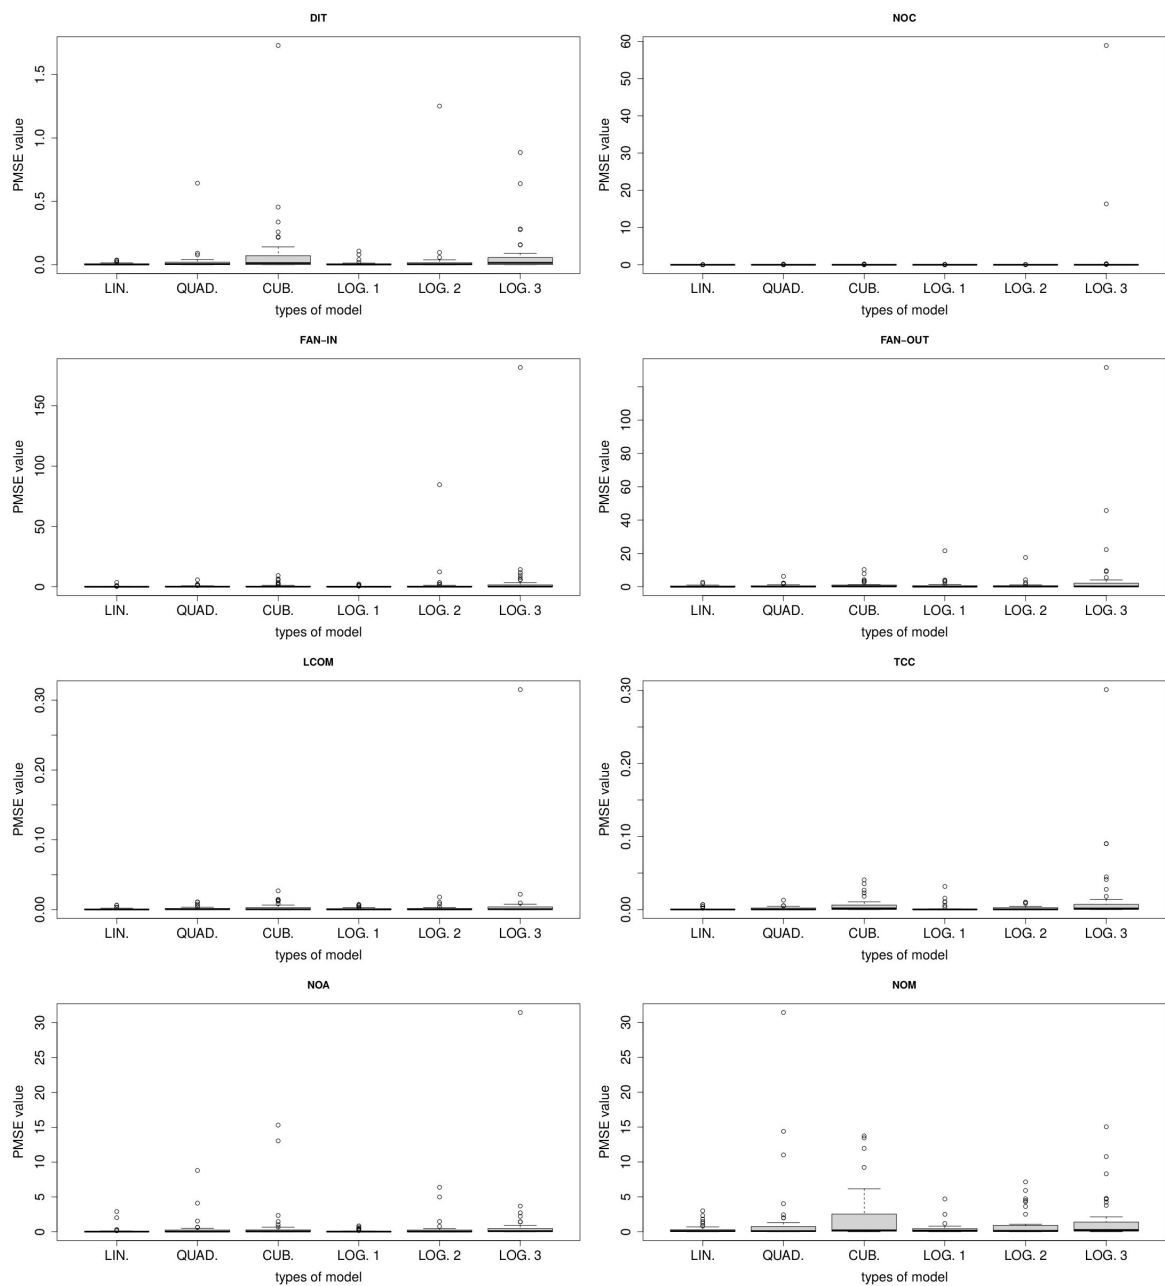 DIT
PMSE value
1.5
1.0
0.5
0.0
LIN. QUAD. CUB. LOG. 1 LOG. 2 LOG. 3
types of model
NOC
PMSE value
60
50
40
30
20
10
0
LIN. QUAD. CUB. LOG. 1 LOG. 2 LOG. 3
types of model
FAN−IN
PMSE value
150
100
50
0
LIN. QUAD. CUB. LOG. 1 LOG. 2 LOG. 3
types of model
FAN−OUT
PMSE value
100
80
60
40
20
0
LIN. QUAD. CUB. LOG. 1 LOG. 2 LOG. 3
types of model
LCOM
PMSE value
0.30
0.20
0.10
0.00
LIN. QUAD. CUB. LOG. 1 LOG. 2 LOG. 3
types of model
TCC
PMSE value
0.30
0.20
0.10
0.00
LIN. QUAD. CUB. LOG. 1 LOG. 2 LOG. 3
types of model
NOA
PMSE value
30
25
20
15
10
5
0
LIN. QUAD. CUB. LOG. 1 LOG. 2 LOG. 3
types of model
NOM
PMSE value
30
25
20
15
10
5
0
LIN. QUAD. CUB. LOG. 1 LOG. 2 LOG. 3
types of model